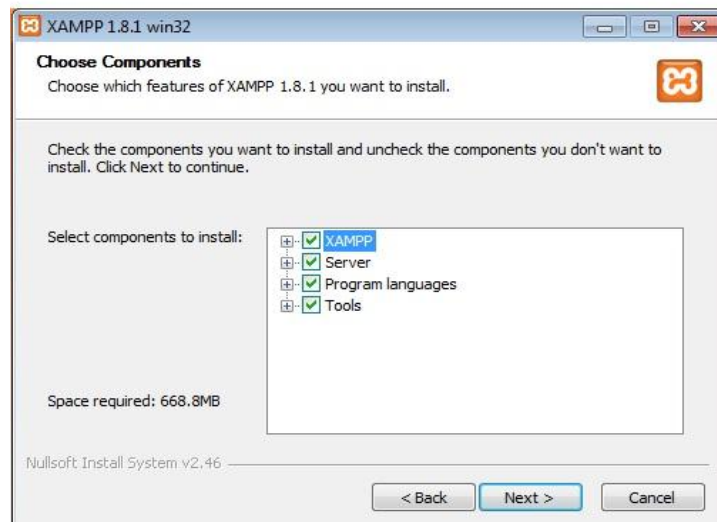 XAMPP 1.8.1 win32
Choose Components
Choose which features of XAMPP 1.8.1 you want to install.
Check the components you want to install and uncheck the components you don't want to
install. Click Next to continue.
Select components to install:
XAMPP
Server
Program languages
Tools
Space required: 668.8MB
Nullsoft Install System v2.46
< Back
Next >
Cancel